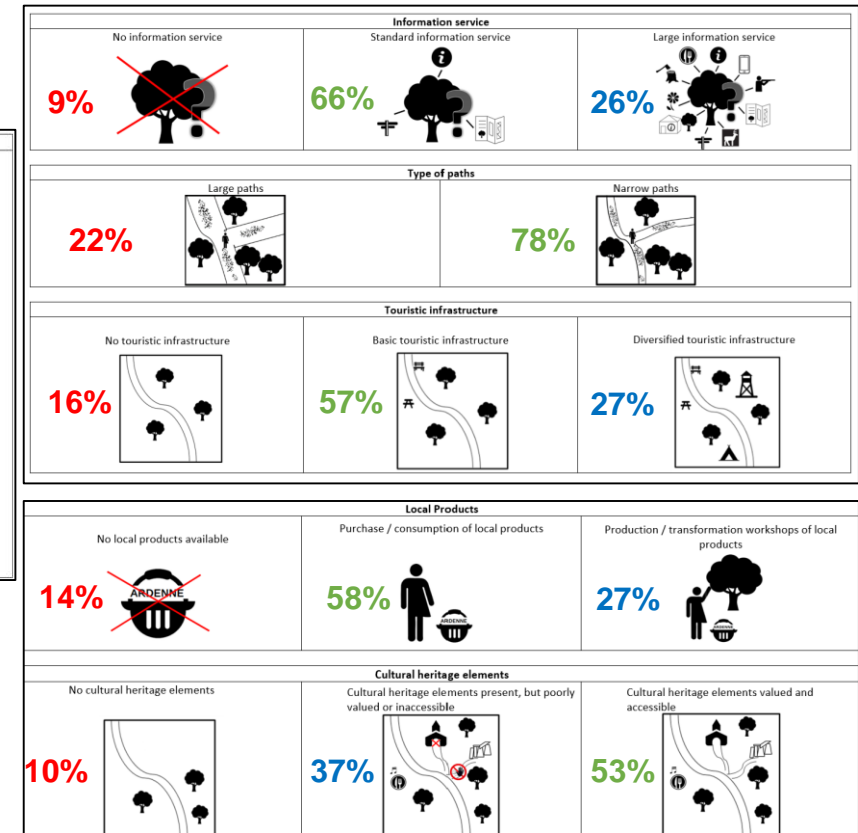 Information service
No information service
Standard information service
Large information service
9%
66%
26%
Type of paths
Large paths
Narrow paths
22%
78%
Touristic infrastructure
No touristic infrastructure
Basic touristic infrastructure
Diversified touristic infrastructure
16%
57%
27%
Local Products
No local products available
Purchase / consumption of local products
Production / transformation workshops of local
products
14%
ARDENNE
58%
ARDENNE
27%
ARDENNE
Cultural heritage elements
No cultural heritage elements
Cultural heritage elements present, but poorly
valued or inaccessible
Cultural heritage elements valued and
accessible
10%
37%
53%